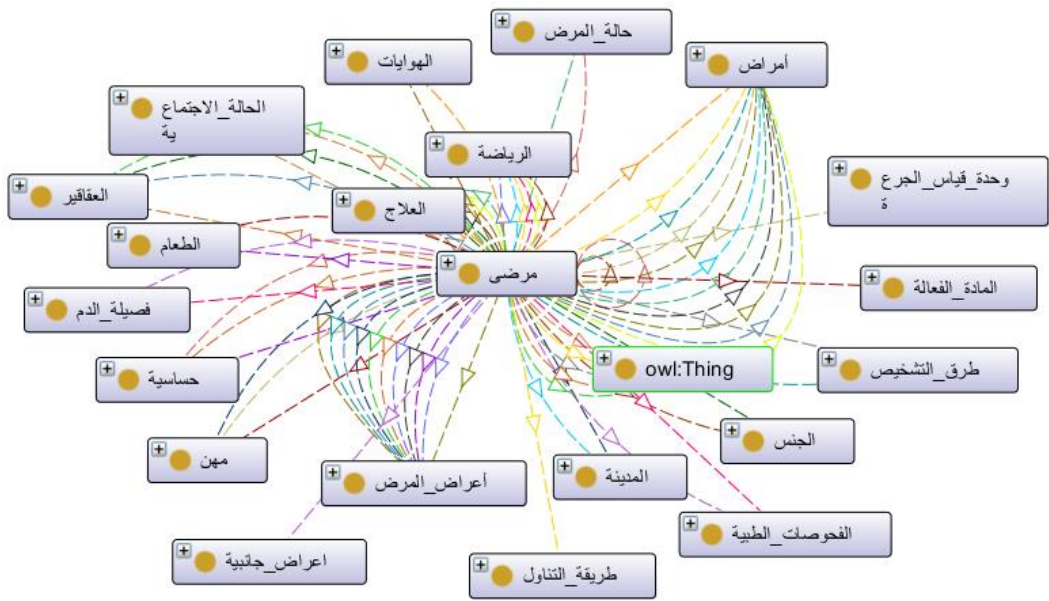 حالة_المرض
الهوايات
أمراض
الحالة_الاجتماع
ية
الرياضة
وحدة_قياس_الجرع
ة
العقاقير
العلاج
الطعام
مرضى
المادة_الفعالة
فصيلة_الدم
حساسية
owl:Thing
طرق_التشخيص
الجنس
مهن
أعراض_المرض
المدينة
الفحوصات_الطبية
اعراض_جانبية
طريقة_التناول